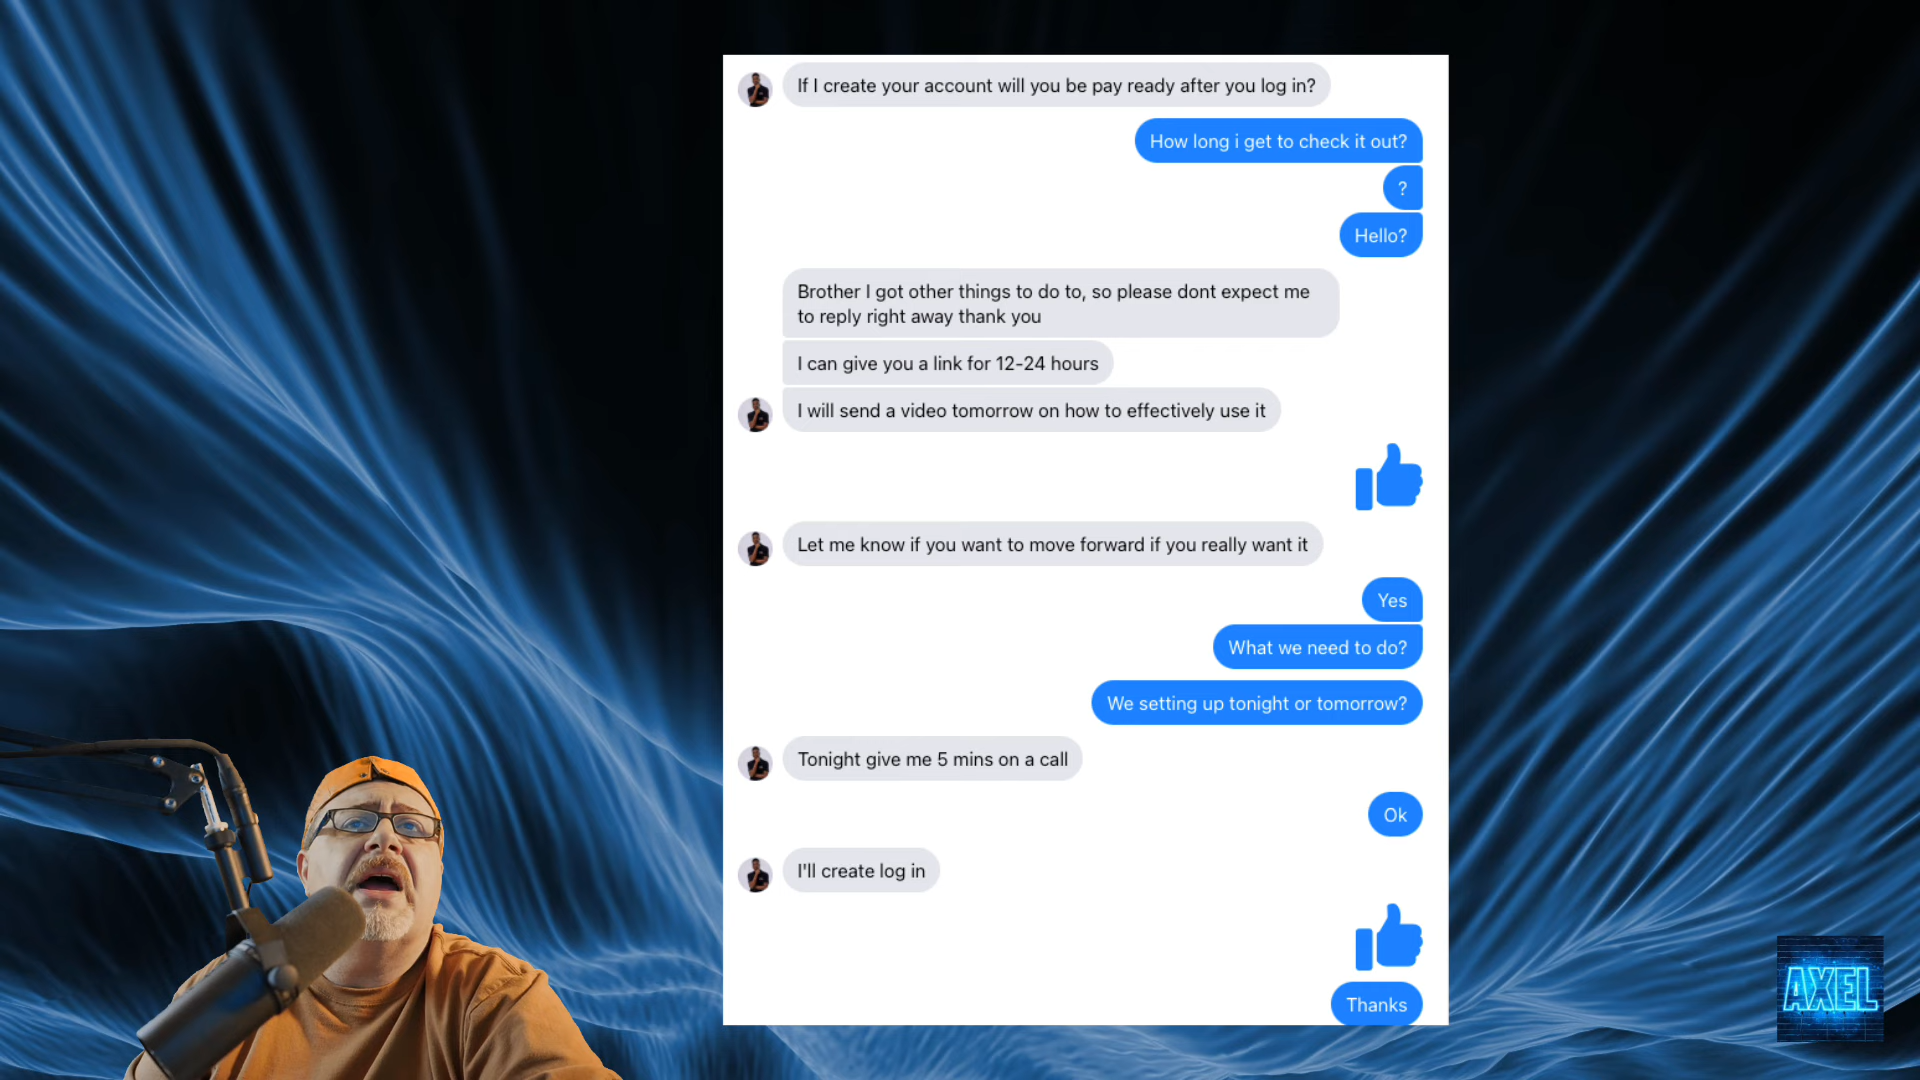 If I create your account will you be pay ready after you log in?
How long i get to check it out?
?
Hello?
Brother I got other things to do to, so please dont expect me
to reply right away thank you
I can give you a link for 12-24 hours
I will send a video tomorrow on how to effectively use it
Let me know if you want to move forward if you really want it
Yes
What we need to do?
We setting up tonight or tomorrow?
Tonight give me 5 mins on a call
Ok
I'll create log in
Thanks
AXEL